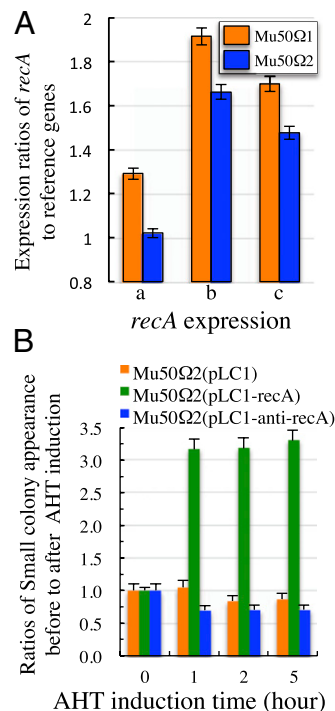 A
Expression ratios of recA
to reference genes
2
1.8
1.6
1.4
1.2
1
0.8
Mu50Ω1
Mu50Ω2
a b c
recA expression
B
Mu50Ω2(pLC1)
Mu50Ω2(pLC1-recA)
Mu50Ω2(pLC1-anti-recA)
Ratios of Small colony appearance
before to after AHT induction
3.5
3.0
2.5
2.0
1.5
1.0
0.5
0.0
0 1 2 5
AHT induction time (hour)